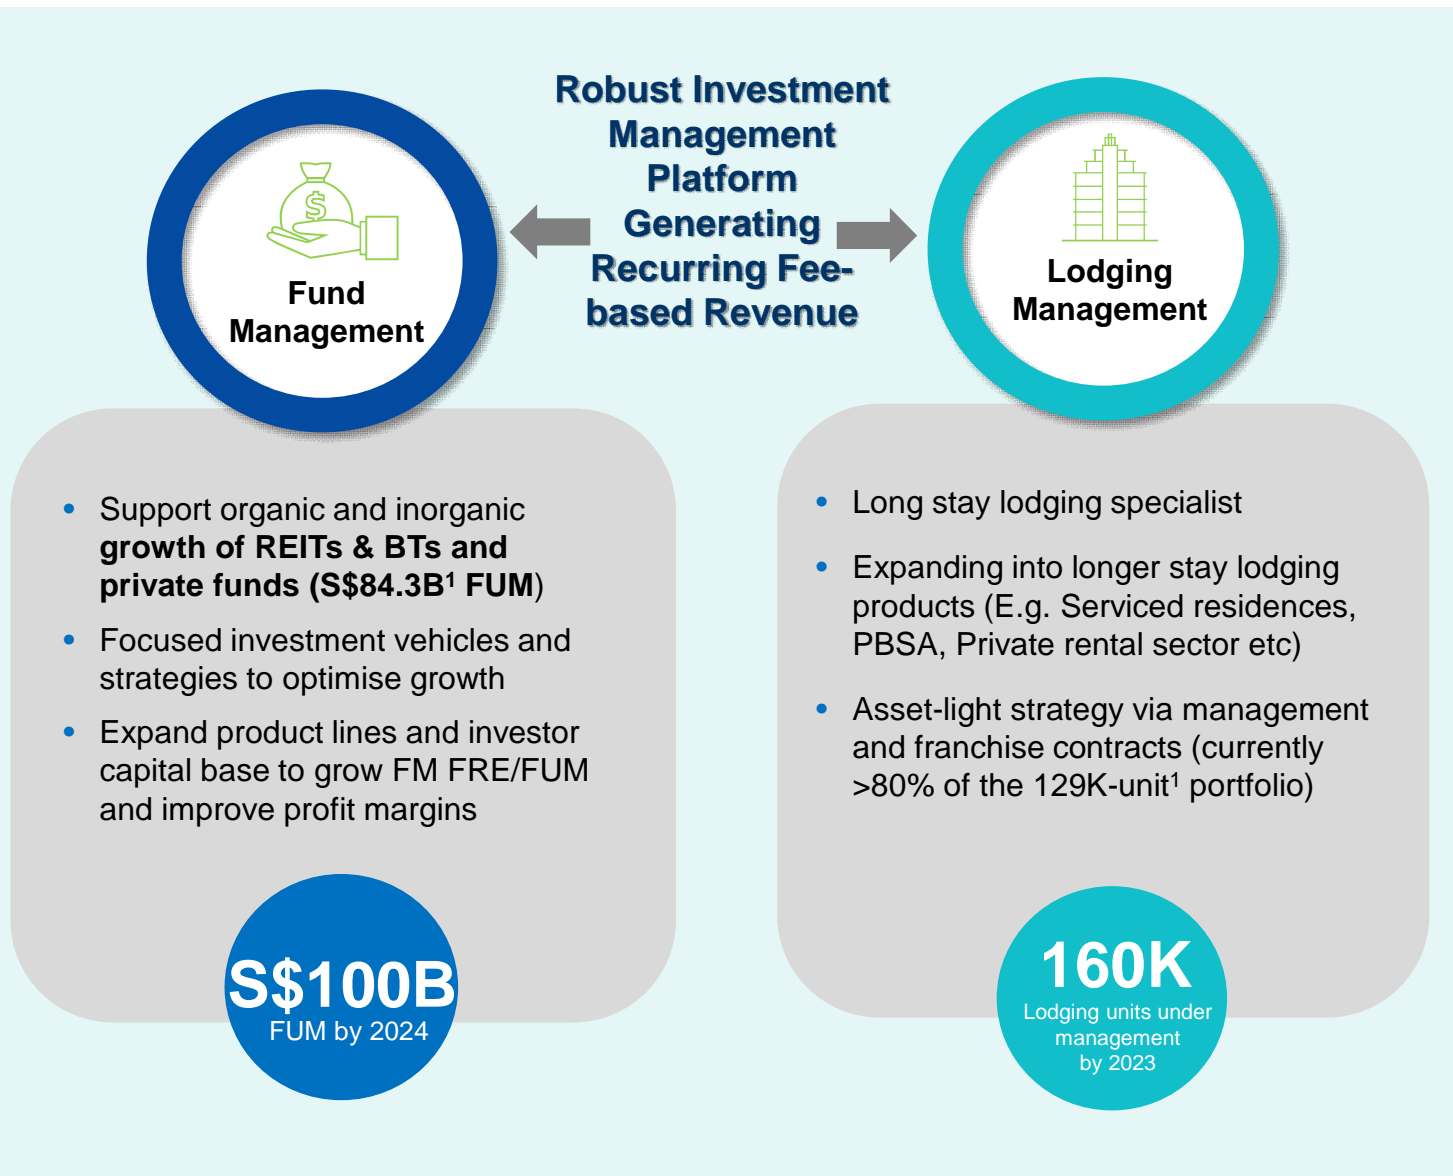 Robust Investment
Management
Platform
Generating
Recurring Fee-
based Revenue
$
Fund
Management
Lodging
Management
• Support organic and inorganic
growth of REITs & BTs and
private funds (S$84.3B¹ FUM)
• Focused investment vehicles and
strategies to optimise growth
• Expand product lines and investor
capital base to grow FM FRE/FUM
and improve profit margins
S$100B
FUM by 2024
• Long stay lodging specialist
• Expanding into longer stay lodging
products (E.g. Serviced residences,
PBSA, Private rental sector etc)
• Asset-light strategy via management
and franchise contracts (currently
>80% of the 129K-unit¹ portfolio)
160K
Lodging units under
management
by 2023